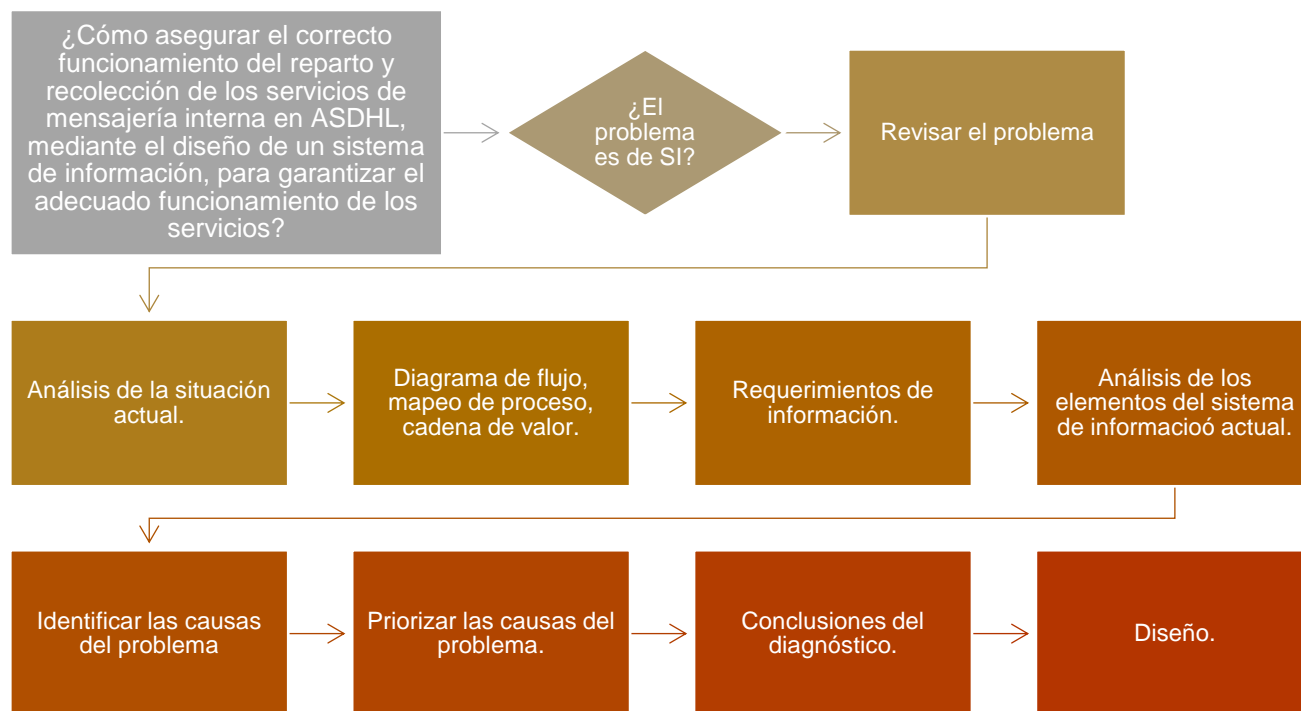 ¿Cómo asegurar el correcto
funcionamiento del reparto y
recolección de los servicios de
mensajería interna en ASDHL,
mediante el diseño de un sistema
de información, para garantizar el
adecuado funcionamiento de los
servicios?
¿El
problema
es de SI?
Revisar el problema
Análisis de la situación
actual.
Diagrama de flujo,
mapeo de proceso,
cadena de valor.
Requerimientos de
información.
Análisis de los
elementos del sistema
de informacioó actual.
Identificar las causas
del problema
Priorizar las causas del
problema.
Conclusiones del
diagnóstico.
Diseño.